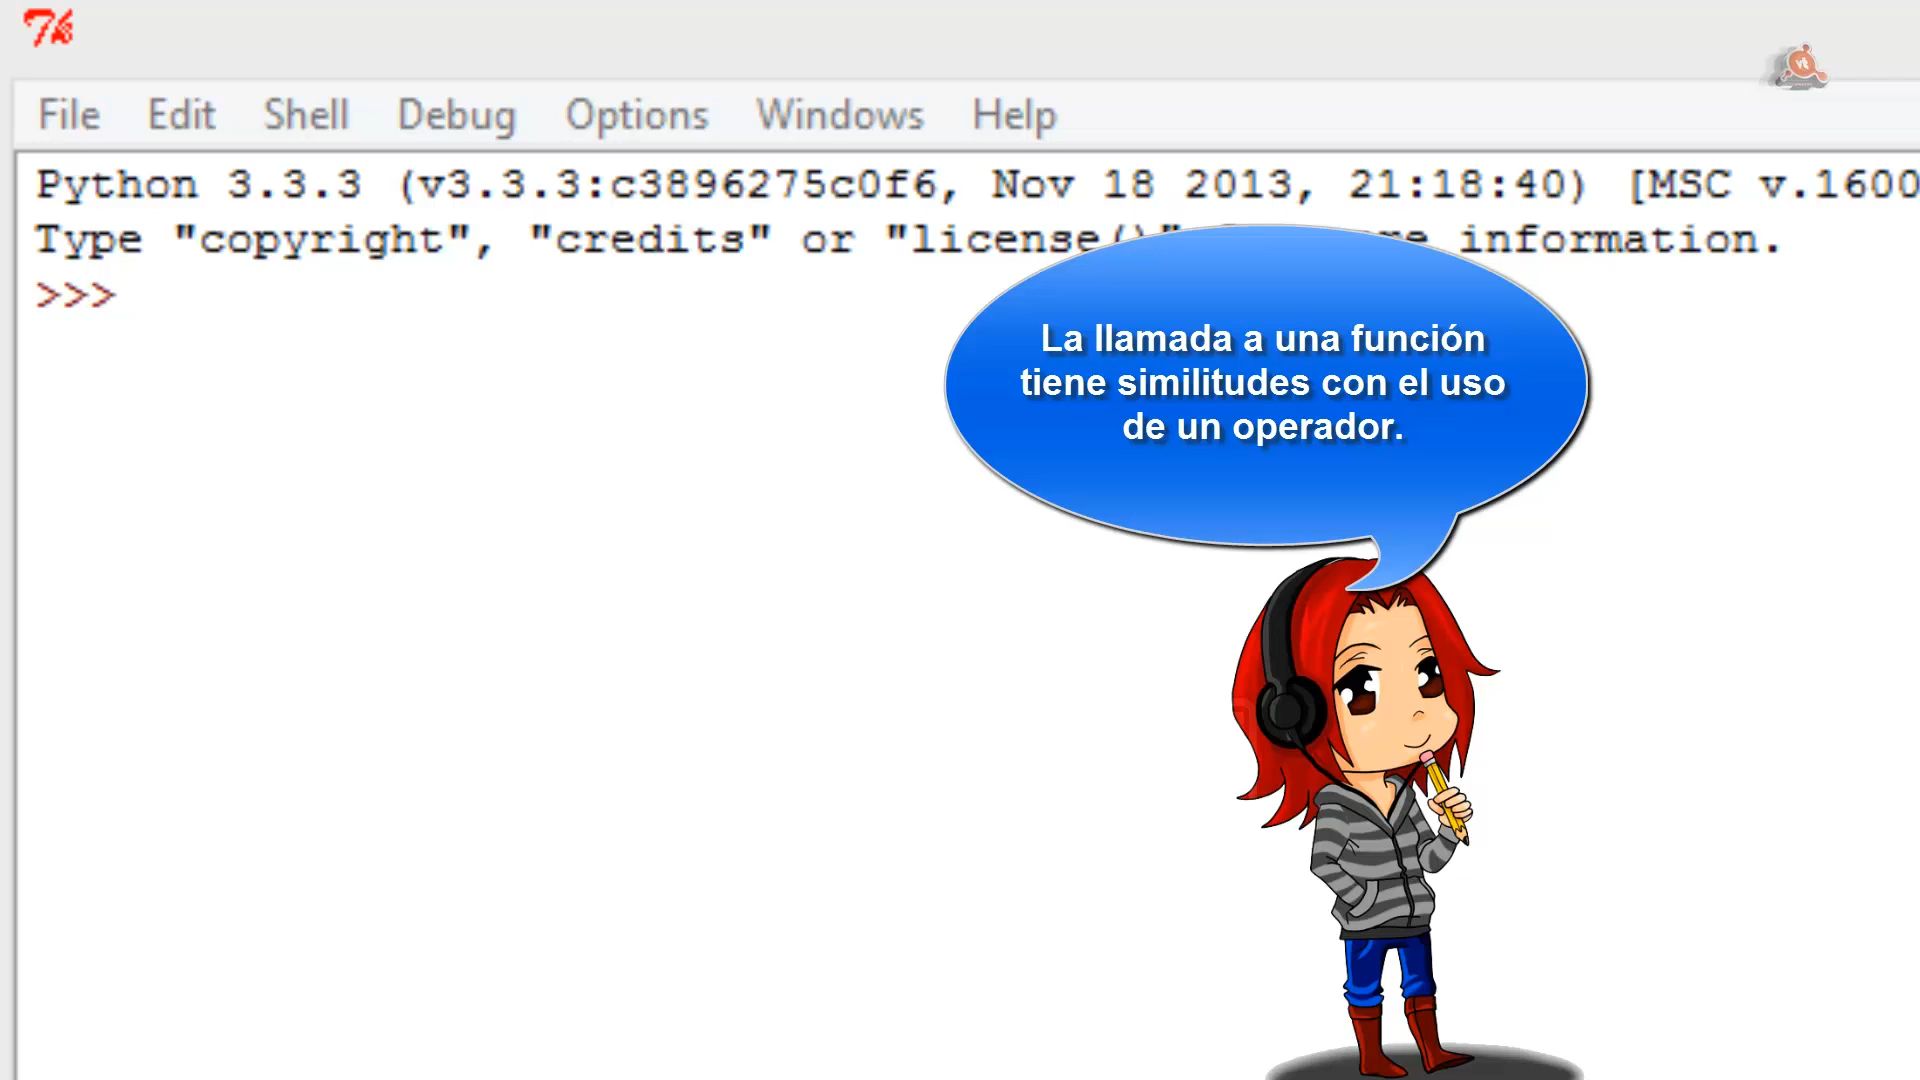 File Edit Shell Debug Options Windows Help
Python 3.3.3 (v3.3.3:c3896275c0f6, Nov 18 2013, 21:18:40) [MSC v.1600
Type "copyright", "credits" or "license()" information.
>>>
La llamada a una función
tiene similitudes con el uso
de un operador.